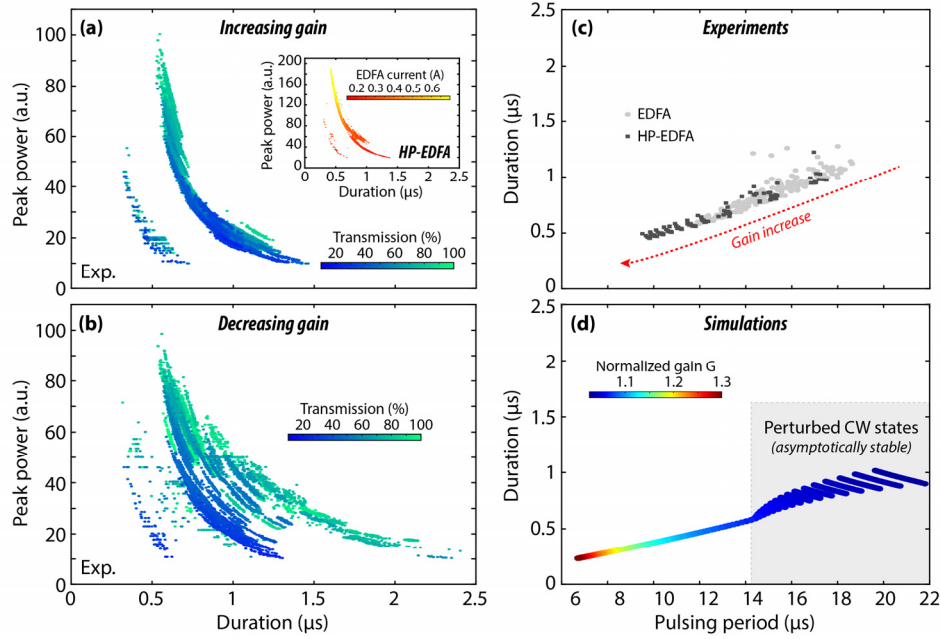 (a)
Increasing gain
Peak power (a.u.)
100
80
60
40
20
0
Exp.
Transmission (%)
20 40 60 80 100
Peak power (a.u.)
200
160
120
80
40
0
EDFA current (A)
0.2 0.3 0.4 0.5 0.6
HP-EDFA
0 0.5 1 1.5 2 2.5
Duration (µs)
(b)
Decreasing gain
Peak power (a.u.)
100
80
60
40
20
0
Transmission (%)
20 40 60 80 100
Exp.
0 0.5 1 1.5 2 2.5
Duration (µs)
(c)
Experiments
Duration (µs)
2.5
2
1.5
1
0.5
0
EDFA
HP-EDFA
Gain increase
(d)
Simulations
Duration (µs)
2.5
2
1.5
1
0.5
0
Normalized gain G
1.1 1.2 1.3
Perturbed CW states
(asymptotically stable)
6 8 10 12 14 16 18 20 22
Pulsing period (µs)